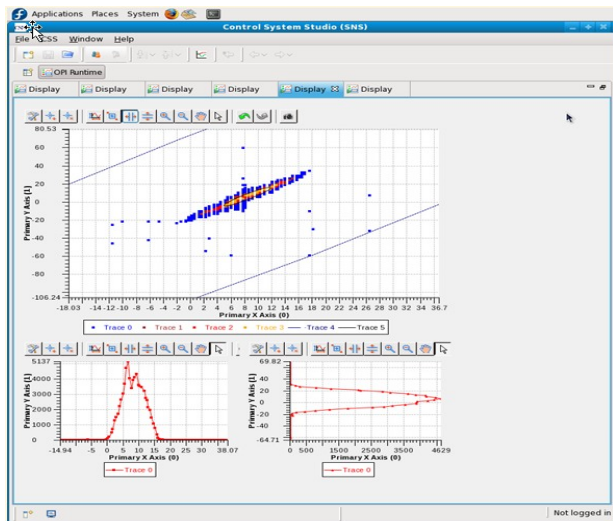 Applications Places System
Control System Studio (SNS)
File CSS Window Help
OPI Runtime
Display Display Display Display Display Display
80.53
60
40
20
0
-20
-40
-60
-80
-106.24
Primary Y Axis (1)
-18.03 -14 -12 -10 -8 -6 -4 -2 0 2 4 6 8 10 12 14 16 18 20 22 24 26 28 30 32 34 36.7
Primary X Axis (0)
Trace 0 Trace 1 Trace 2 Trace 3 Trace 4 Trace 5
5137
4000
3000
2000
1000
0
Primary Y Axis (1)
-14.94 -5 0 5 10 15 20 25 30 38.07
Primary X Axis (0)
Trace 0
69.82
40
20
0
-20
-40
-64.71
Primary Y Axis (1)
0 500 1500 2500 3500 4629
Primary X Axis (0)
Trace 0
Not logged in